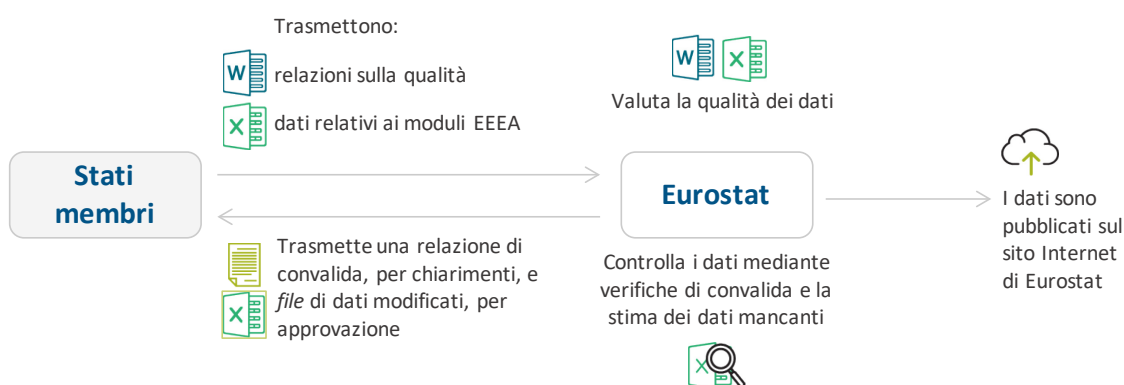 Trasmettono:
W
relazioni sulla qualità
X
dati relativi ai moduli EEEA
Stati
membri
Trasmette una relazione di
convalida, per chiarimenti, e
file di dati modificati, per
approvazione
X
W X
Valuta la qualità dei dati
Eurostat
Controlla i dati mediante
verifiche di convalida e la
stima dei dati mancanti
X
I dati sono
pubblicati sul
sito Internet
di Eurostat